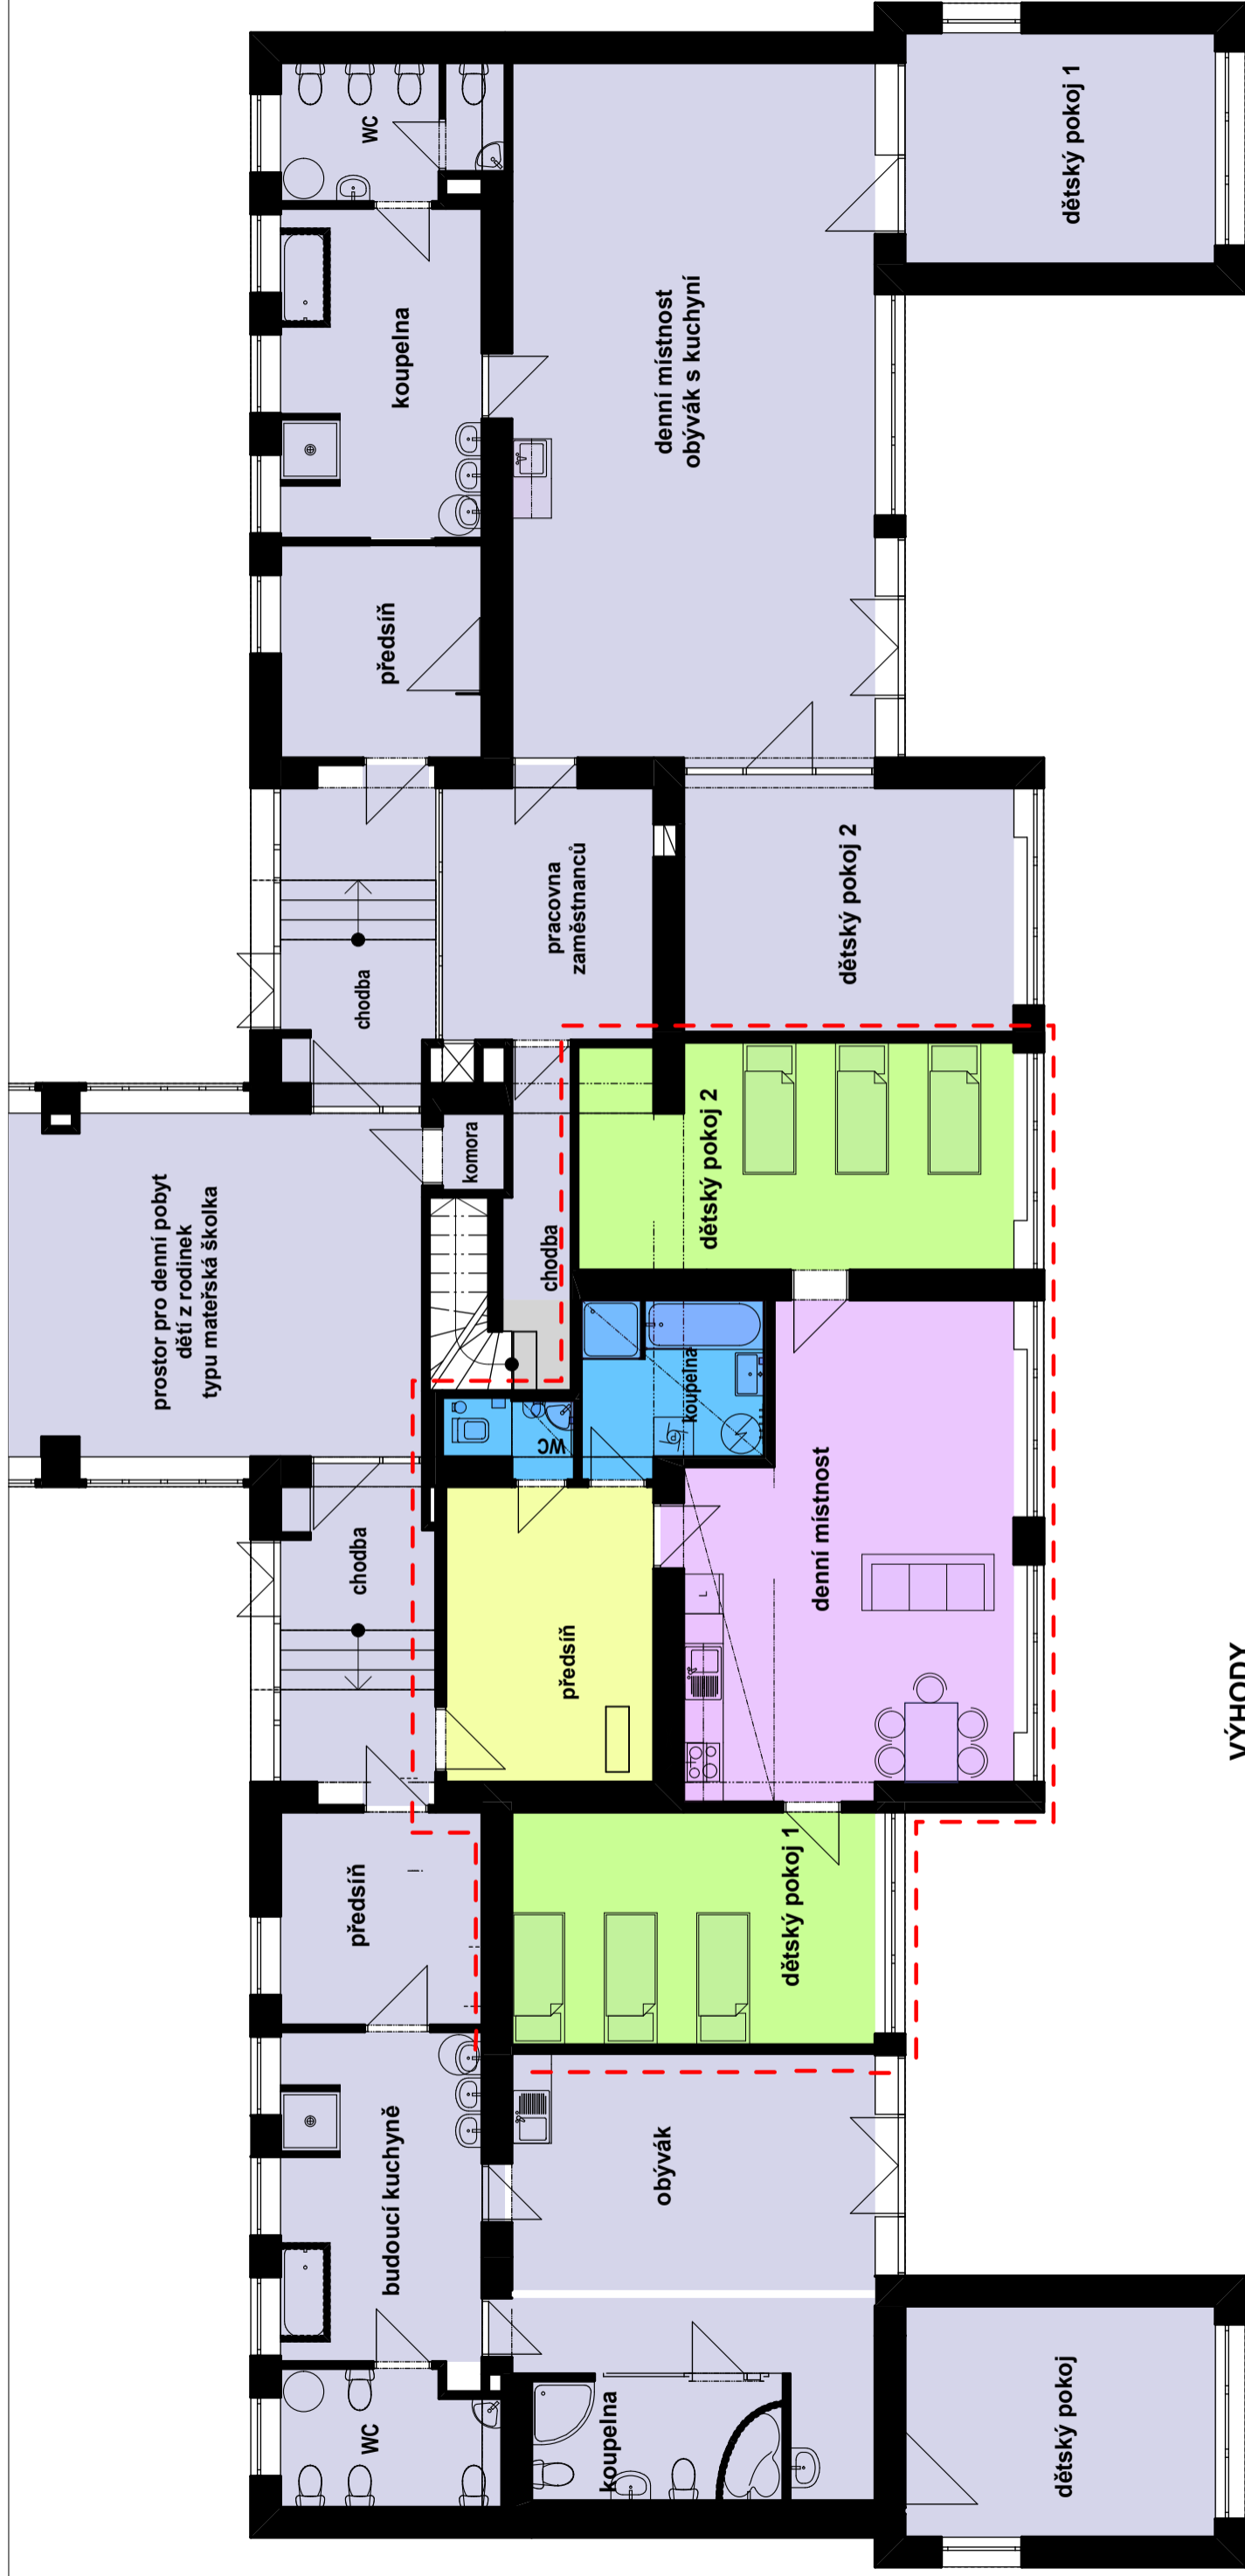 prostor pro denní pobyt
dětí z rodinek
typu mateřská školka
WC
budoucí kuchyně
předsíň
chodba
chodba
předsíň
koupelna
WC
komora
chodba
pracovna
zaměstnanců
WC
předsíň
koupelna
L
koupelna
obývák
dětský pokoj 1
denní místnost
dětský pokoj 2
dětský pokoj 2
denní místnost
obývák s kuchyní
dětský pokoj
dětský pokoj 1
VÝHODY